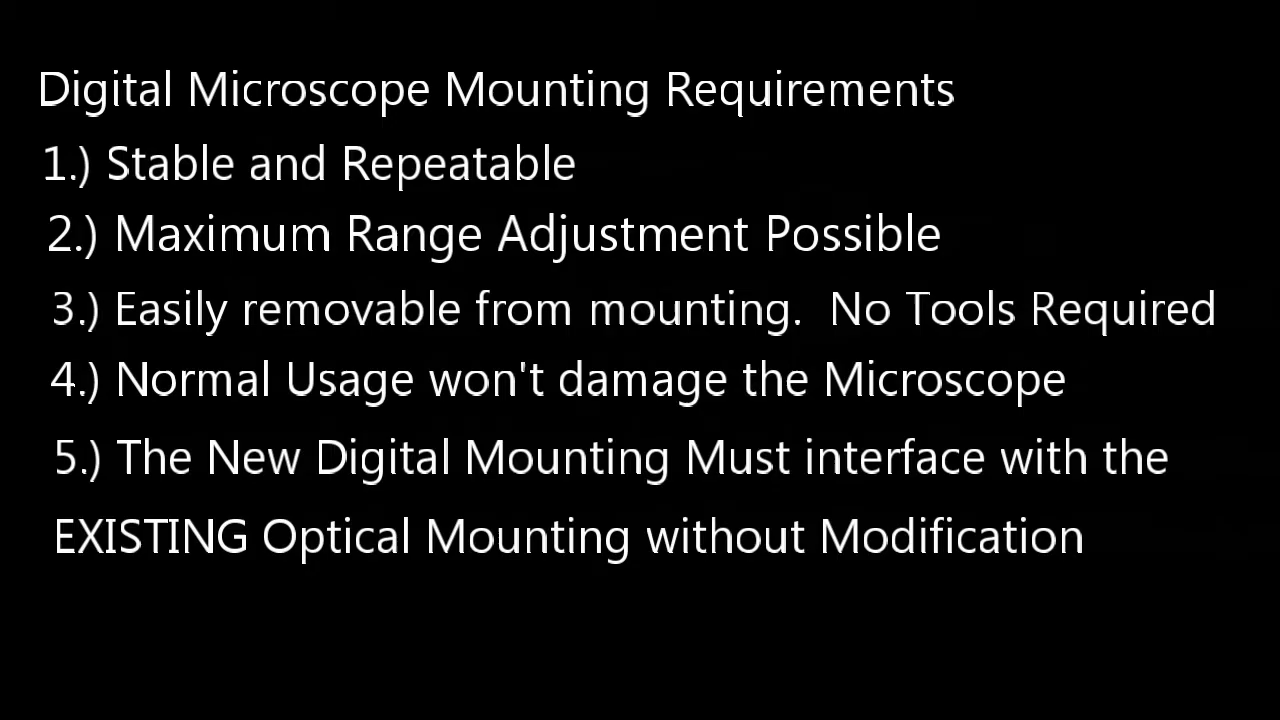 Digital Microscope Mounting Requirements
1.) Stable and Repeatable
2.) Maximum Range Adjustment Possible
3.) Easily removable from mounting.  No Tools Required
4.) Normal Usage won't damage the Microscope
5.) The New Digital Mounting Must interface with the
EXISTING Optical Mounting without Modification